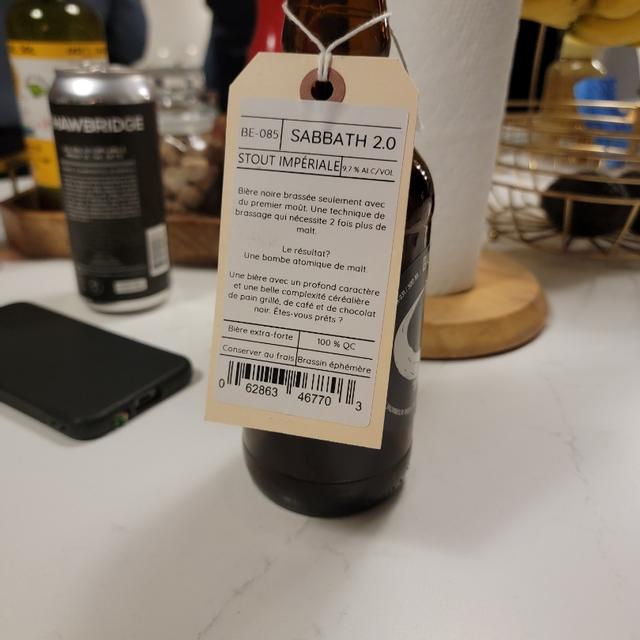 HAWBRIDGE
BE-085
SABBATH 2.0
STOUT IMPÉRIALE
9,7 % ALC/VOL
Bière noire brassée seulement avec
du premier moût. Une technique de
brassage qui nécessite 2 fois plus de
malt.
Le résultat?
Une bombe atomique de malt.
Une bière avec un profond caractère
et une belle complexité céréalière
de pain grillé, de café et de chocolat
noir. Êtes-vous prêts ?
Bière extra-forte
100 % QC
Conserver au frais
Brassin éphémère
0 62863 46770 3